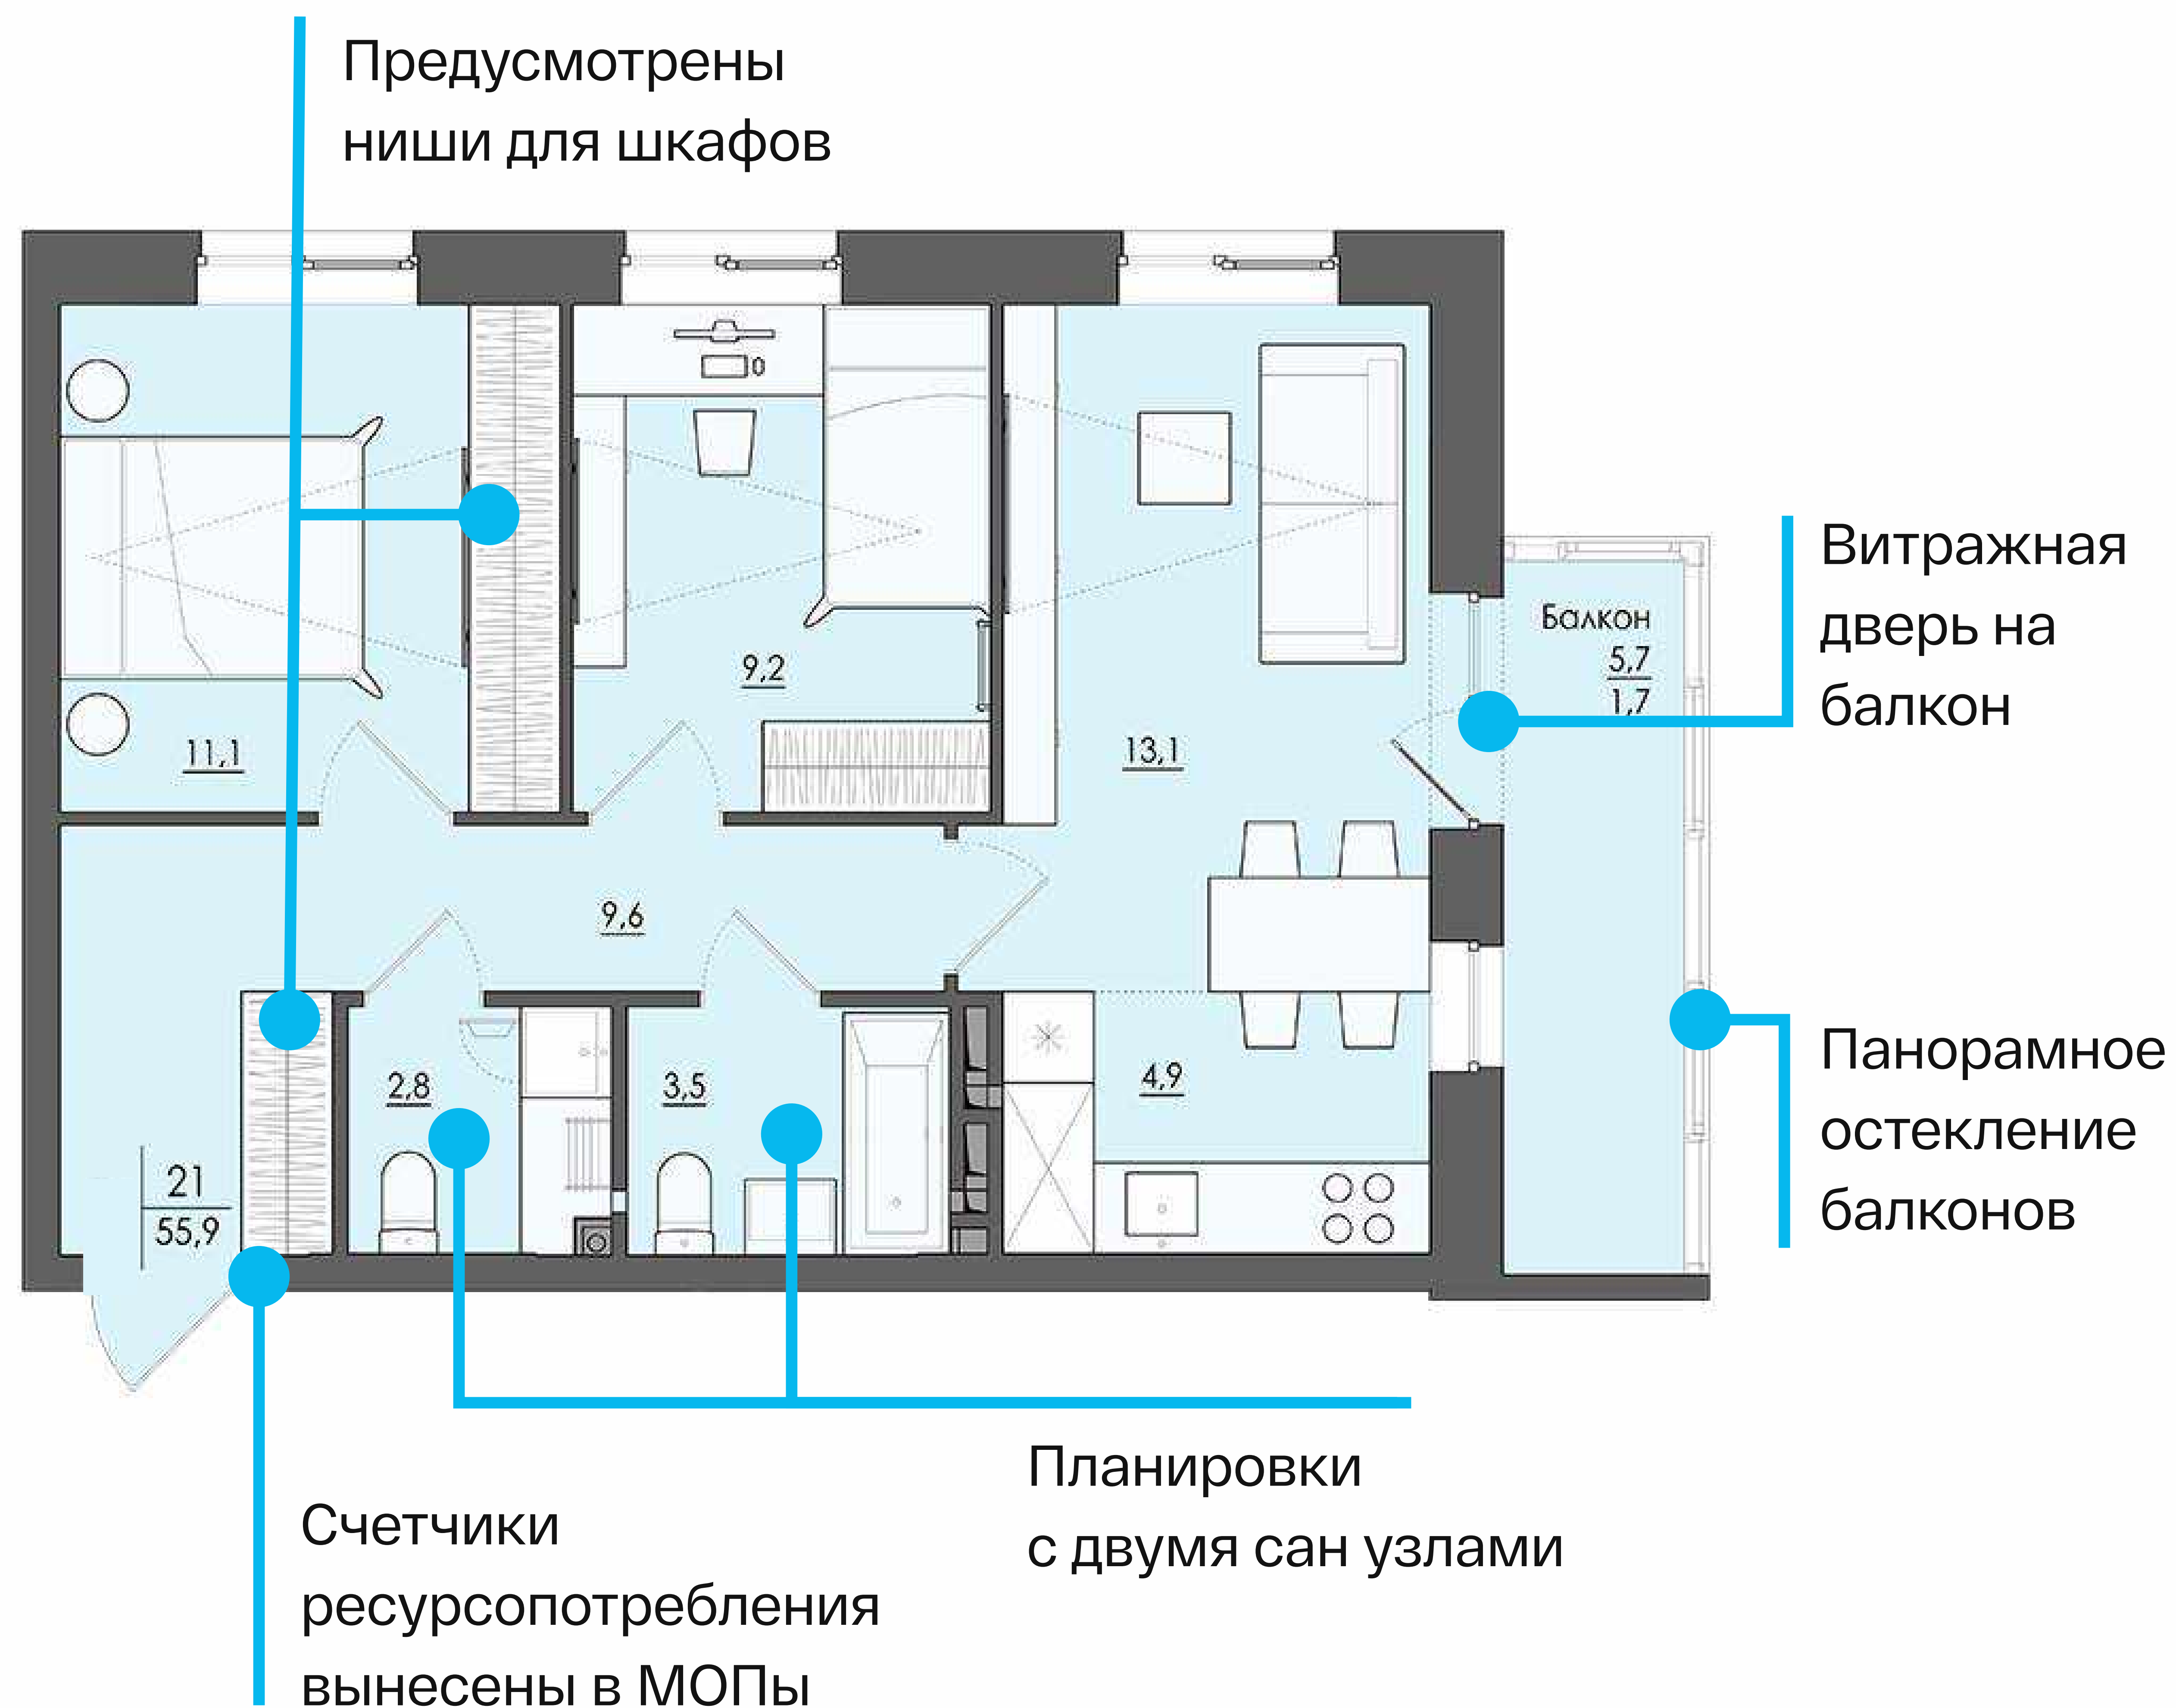 Предусмотрены
ниши для шкафов
Витражная
дверь на
балкон
Балкон
5,7
1,7
9,2
11,1
13,1
9,6
Панорамное
остекление
балконов
2,8
3,5
4,9
21
55,9
Планировки
с двумя сан узлами
Счетчики
ресурсопотребления
вынесены в МОПы